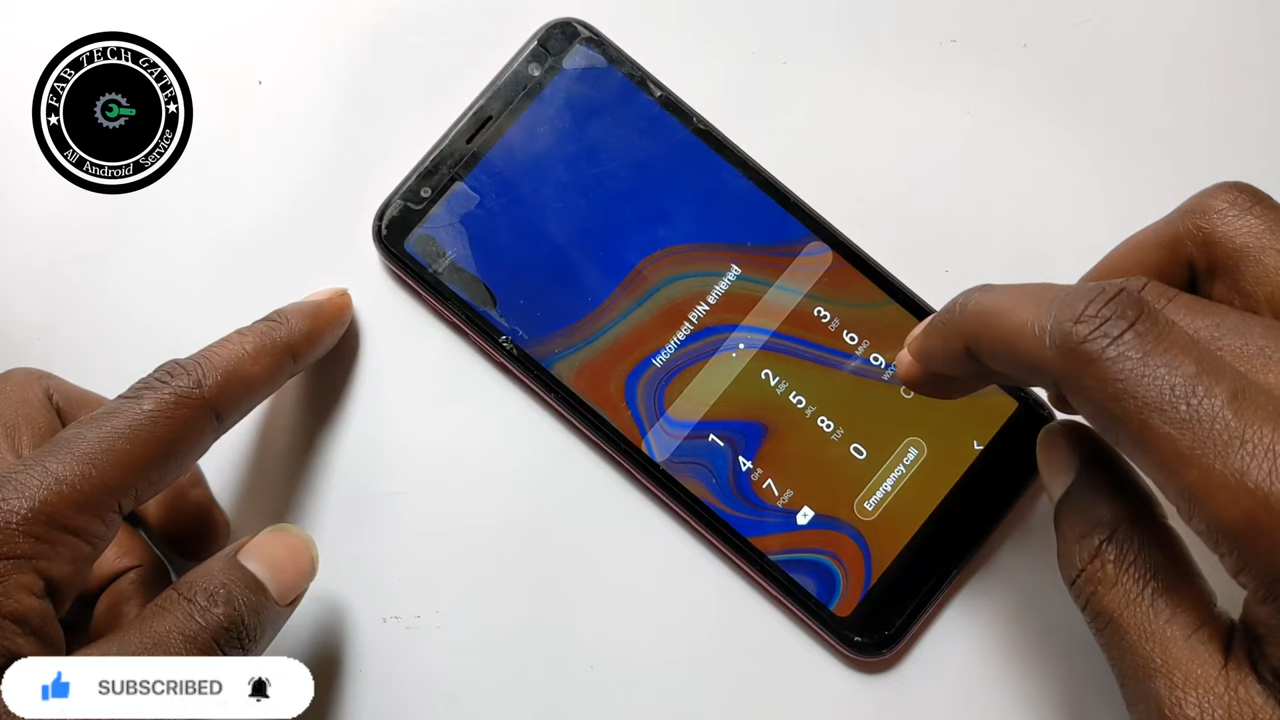 FAB TECH GATE
All Android Service
Incorrect PIN entered
1 2 ABC 3 DEF
4 GHI 5 JKL 6 MNO
7 PQRS 8 TUV 9
0
Emergency call
SUBSCRIBED